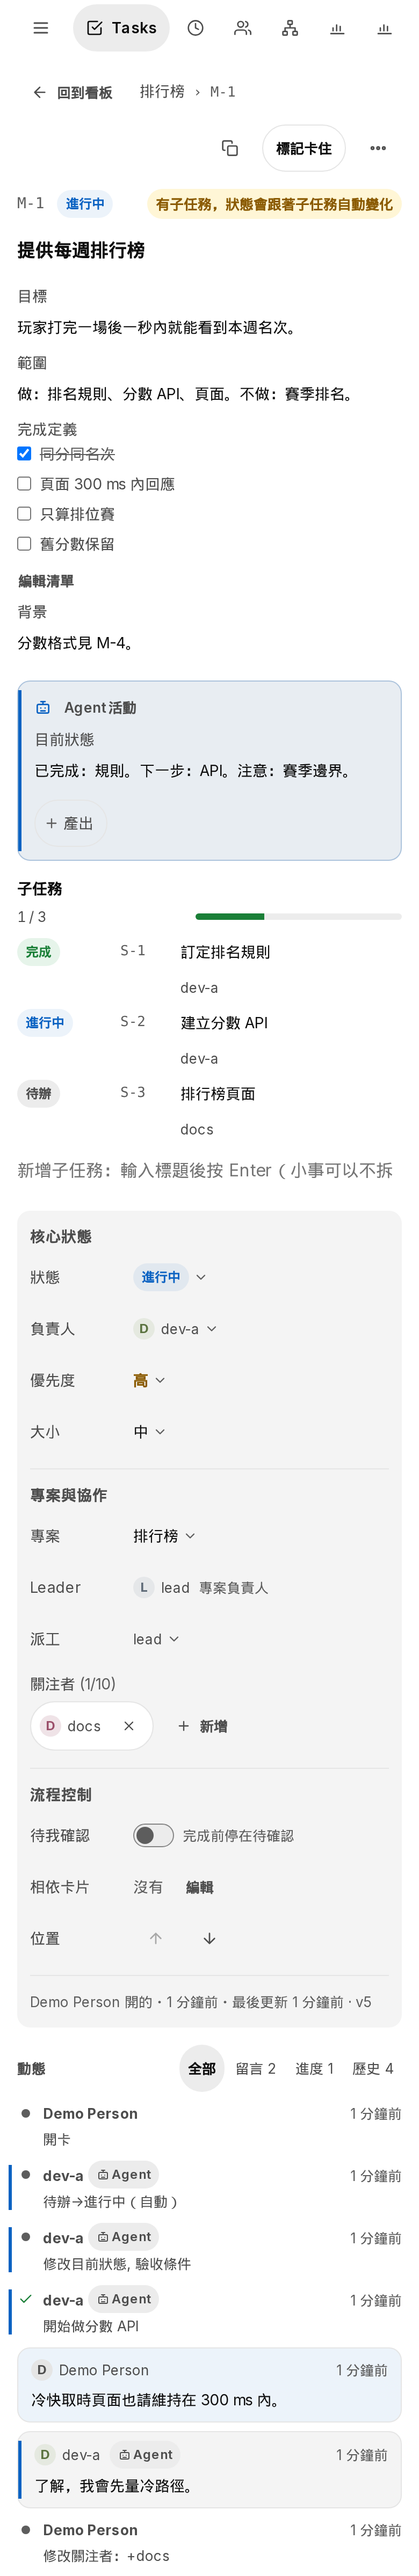 Tasks
回到看板 排行榜 › M-1
標記卡住
M-1 進行中 有子任務，狀態會跟著子任務自動變化
提供每週排行榜
目標
玩家打完一場後一秒內就能看到本週名次。
範圍
做：排名規則、分數 API、頁面。不做：賽季排名。
完成定義
同分同名次
頁面 300 ms 內回應
只算排位賽
舊分數保留
編輯清單
背景
分數格式見 M-4。
Agent活動
目前狀態
已完成：規則。下一步：API。注意：賽季邊界。
+ 產出
子任務
1 / 3
完成 S-1 訂定排名規則
dev-a
進行中 S-2 建立分數 API
dev-a
待辦 S-3 排行榜頁面
docs
新增子任務：輸入標題後按 Enter（小事可以不拆
核心狀態
狀態 進行中
負責人 D dev-a
優先度 高
大小 中
專案與協作
專案 排行榜
Leader L lead 專案負責人
派工 lead
關注者 (1/10)
D docs × + 新增
流程控制
待我確認 完成前停在待確認
相依卡片 沒有 編輯
位置 ↑ ↓
Demo Person 開的・1 分鐘前・最後更新 1 分鐘前 · v5
動態 全部 留言 2 進度 1 歷史 4
Demo Person 1 分鐘前
開卡
dev-a Agent 1 分鐘前
待辦→進行中（自動）
dev-a Agent 1 分鐘前
修改目前狀態, 驗收條件
dev-a Agent 1 分鐘前
開始做分數 API
D Demo Person 1 分鐘前
冷快取時頁面也請維持在 300 ms 內。
D dev-a Agent 1 分鐘前
了解，我會先量冷路徑。
Demo Person 1 分鐘前
修改關注者：+docs